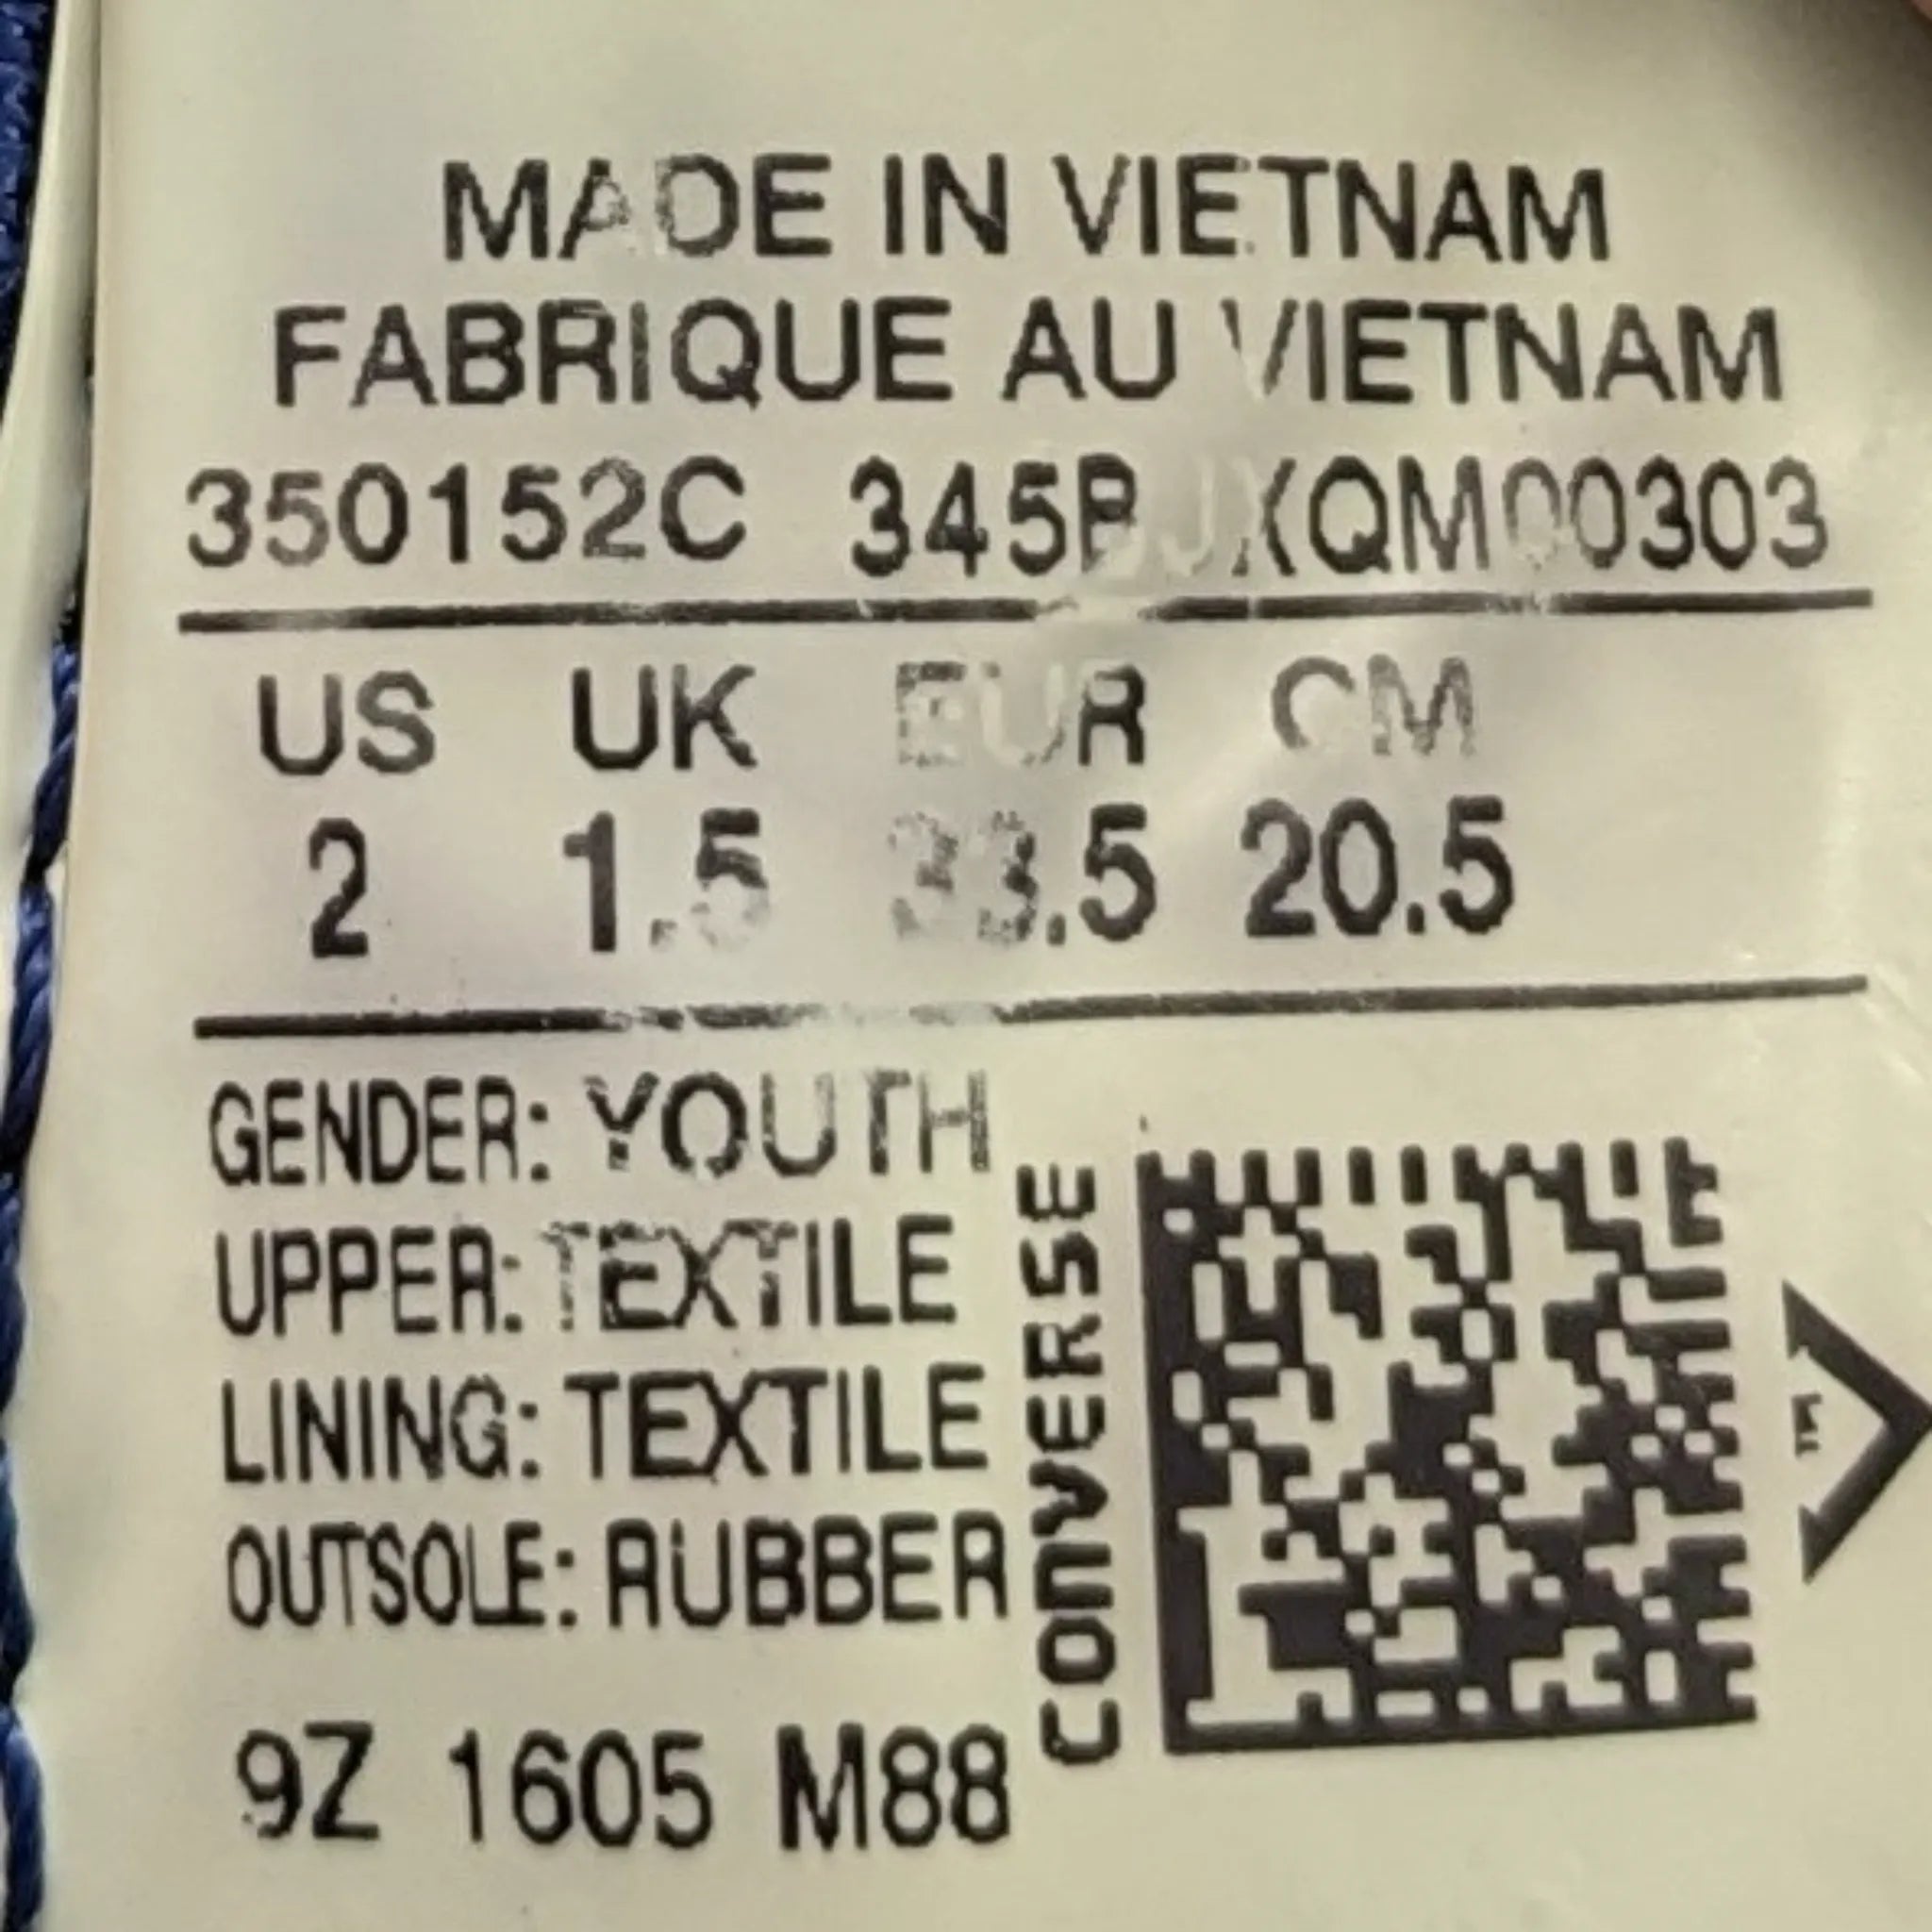 MADE IN VIETNAM
FABRIQUE AU VIETNAM
350152C 345BJXQM00303
US UK EUR CM
2 1.5 33.5 20.5
GENDER: YOUTH
UPPER: TEXTILE
LINING: TEXTILE
OUTSOLE: RUBBER
9Z 1605 M88
CONVERSE